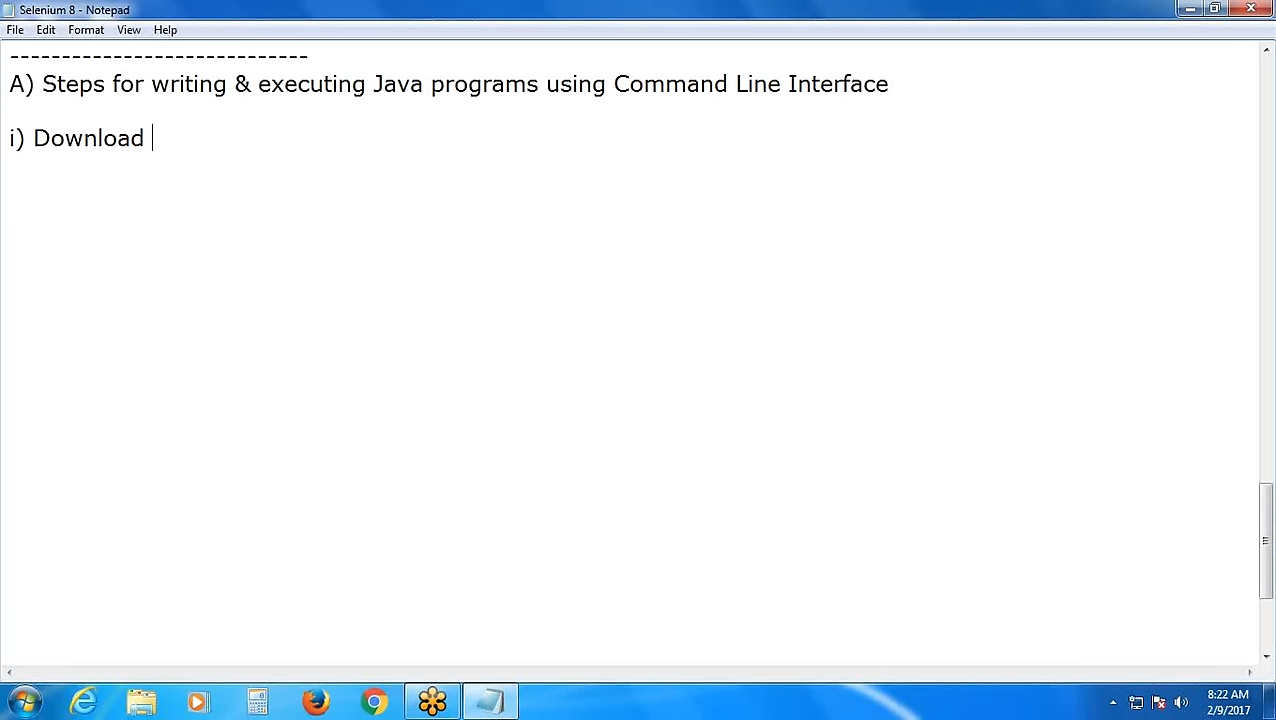 Selenium 8 - Notepad
File Edit Format View Help
-----------------------------
A) Steps for writing & executing Java programs using Command Line Interface
i) Download
8:22 AM
2/9/2017